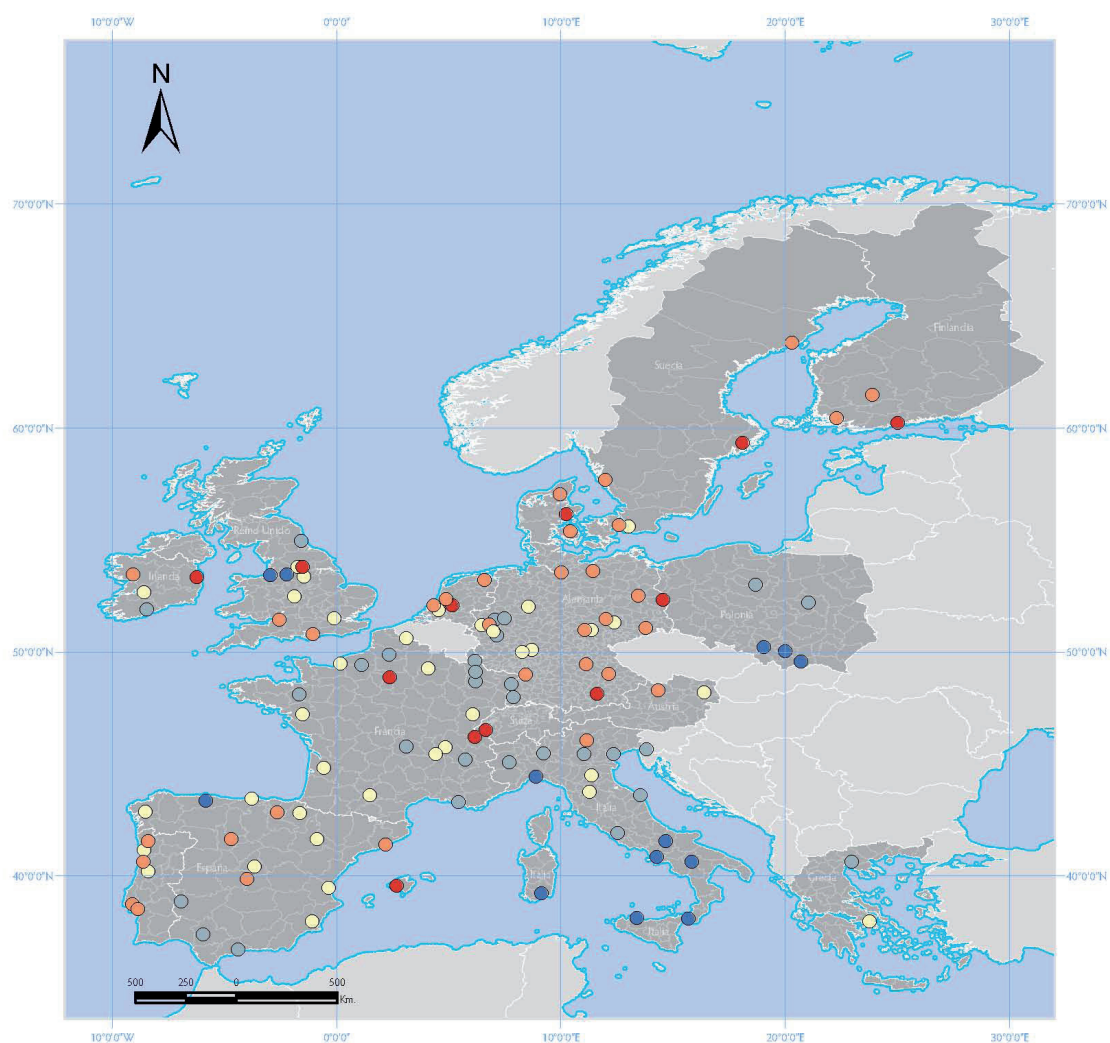 10°0'0"W 0°0'0"E 10°0'0"E 20°0'0"E 30°0'0"E
N
70°0'0"N 70°0'0"N
Finlandia
Suecia
60°0'0"N 60°0'0"N
Reino Unido
Irlanda
Alemania
Polonia
50°0'0"N 50°0'0"N
Austria
Suiza
Francia
Italia
España
40°0'0"N 40°0'0"N
Italia
Grecia
Italia
500 250 0 500
Km.
10°0'0"W 0°0'0"E 10°0'0"E 20°0'0"E 30°0'0"E